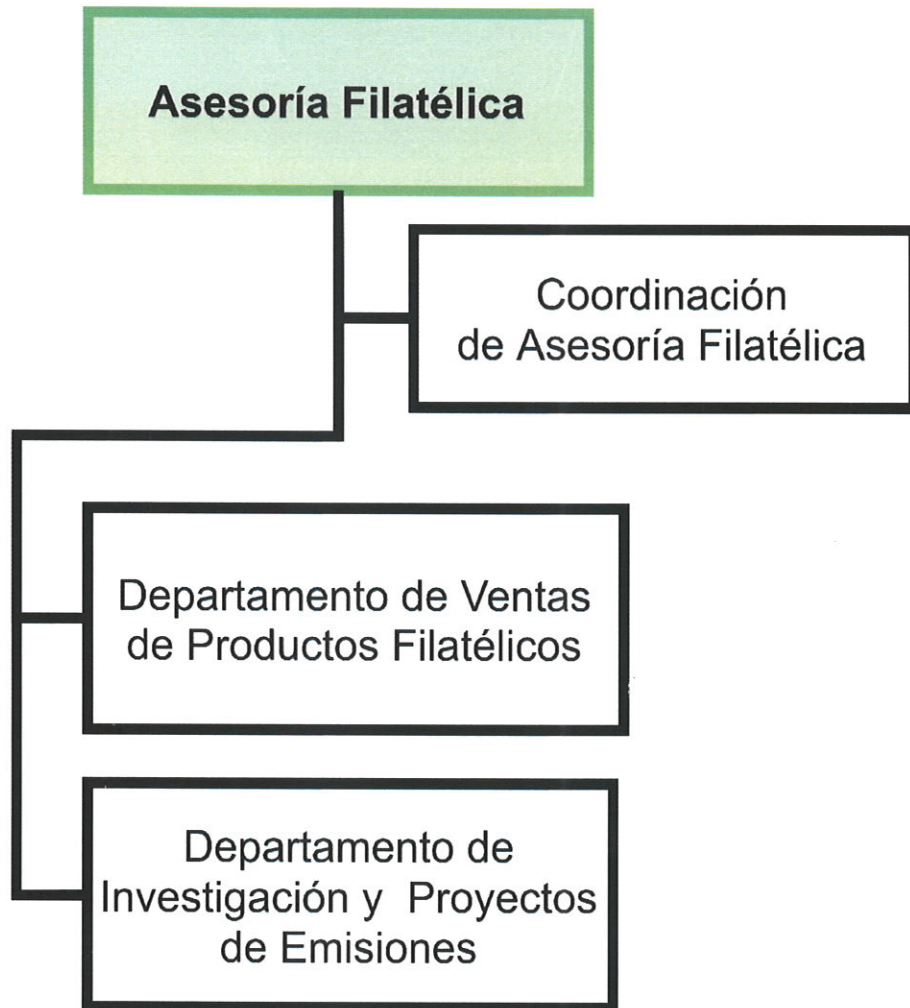 Asesoría Filatélica
Coordinación
de Asesoría Filatélica
Departamento de Ventas
de Productos Filatélicos
Departamento de
Investigación y  Proyectos
de Emisiones